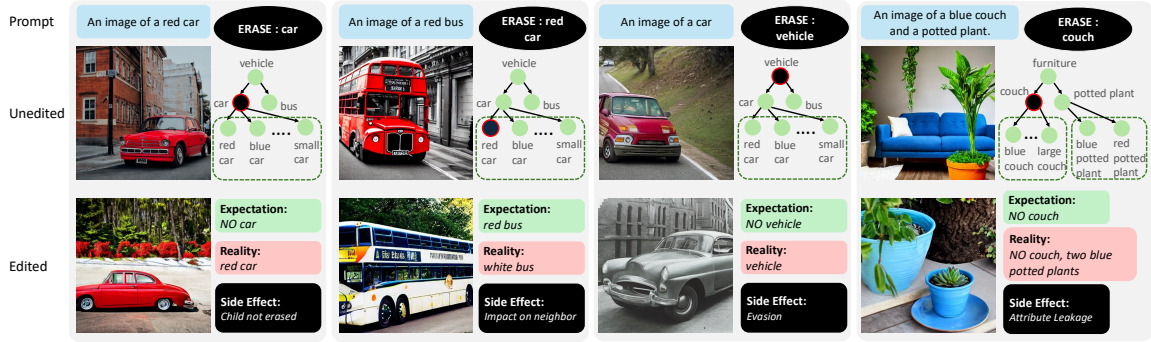 Prompt
An image of a red car
ERASE : car
An image of a red bus
ERASE : red
car
An image of a car
ERASE :
vehicle
An image of a blue couch
and a potted plant.
ERASE :
couch
Unedited
vehicle
car
bus
red
car
blue
car
....
small
car
vehicle
car
bus
red
car
blue
car
....
small
car
vehicle
car
bus
red
car
blue
car
....
small
car
furniture
couch
potted plant
...
blue
couch
large
couch
blue
potted
plant
red
potted
plant
Edited
Expectation:
NO car
Reality:
red car
Side Effect:
Child not erased
Expectation:
red bus
Reality:
white bus
Side Effect:
Impact on neighbor
Expectation:
NO vehicle
Reality:
vehicle
Side Effect:
Evasion
Expectation:
NO couch
Reality:
NO couch, two blue
potted plants
Side Effect:
Attribute Leakage